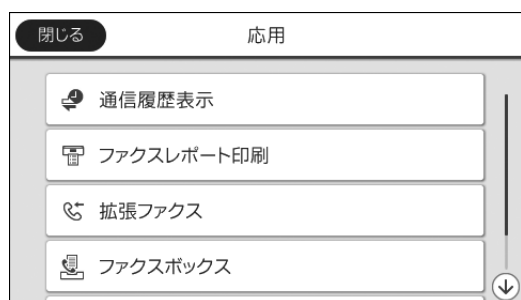 閉じる
応用
通信履歴表示
ファクスレポート印刷
拡張ファクス
ファクスボックス